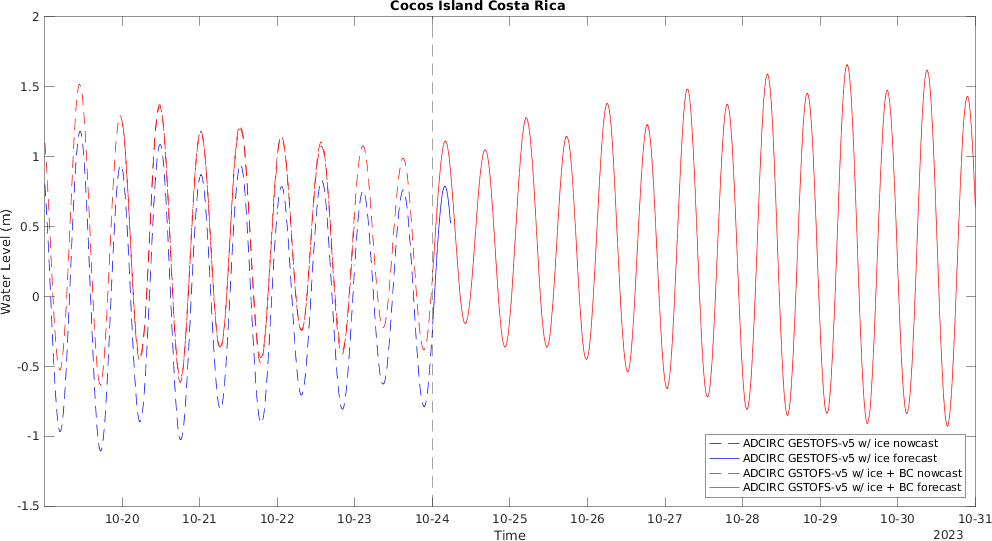 Cocos Island Costa Rica
Water Level (m)
2
1.5
1
0.5
0
-0.5
-1
-1.5
ADCIRC GESTOFS-v5 w/ ice nowcast
ADCIRC GESTOFS-v5 w/ ice forecast
ADCIRC GSTOFS-v5 w/ ice + BC nowcast
ADCIRC GSTOFS-v5 w/ ice + BC forecast
10-20 10-21 10-22 10-23 10-24 10-25 10-26 10-27 10-28 10-29 10-30 10-31
Time
2023